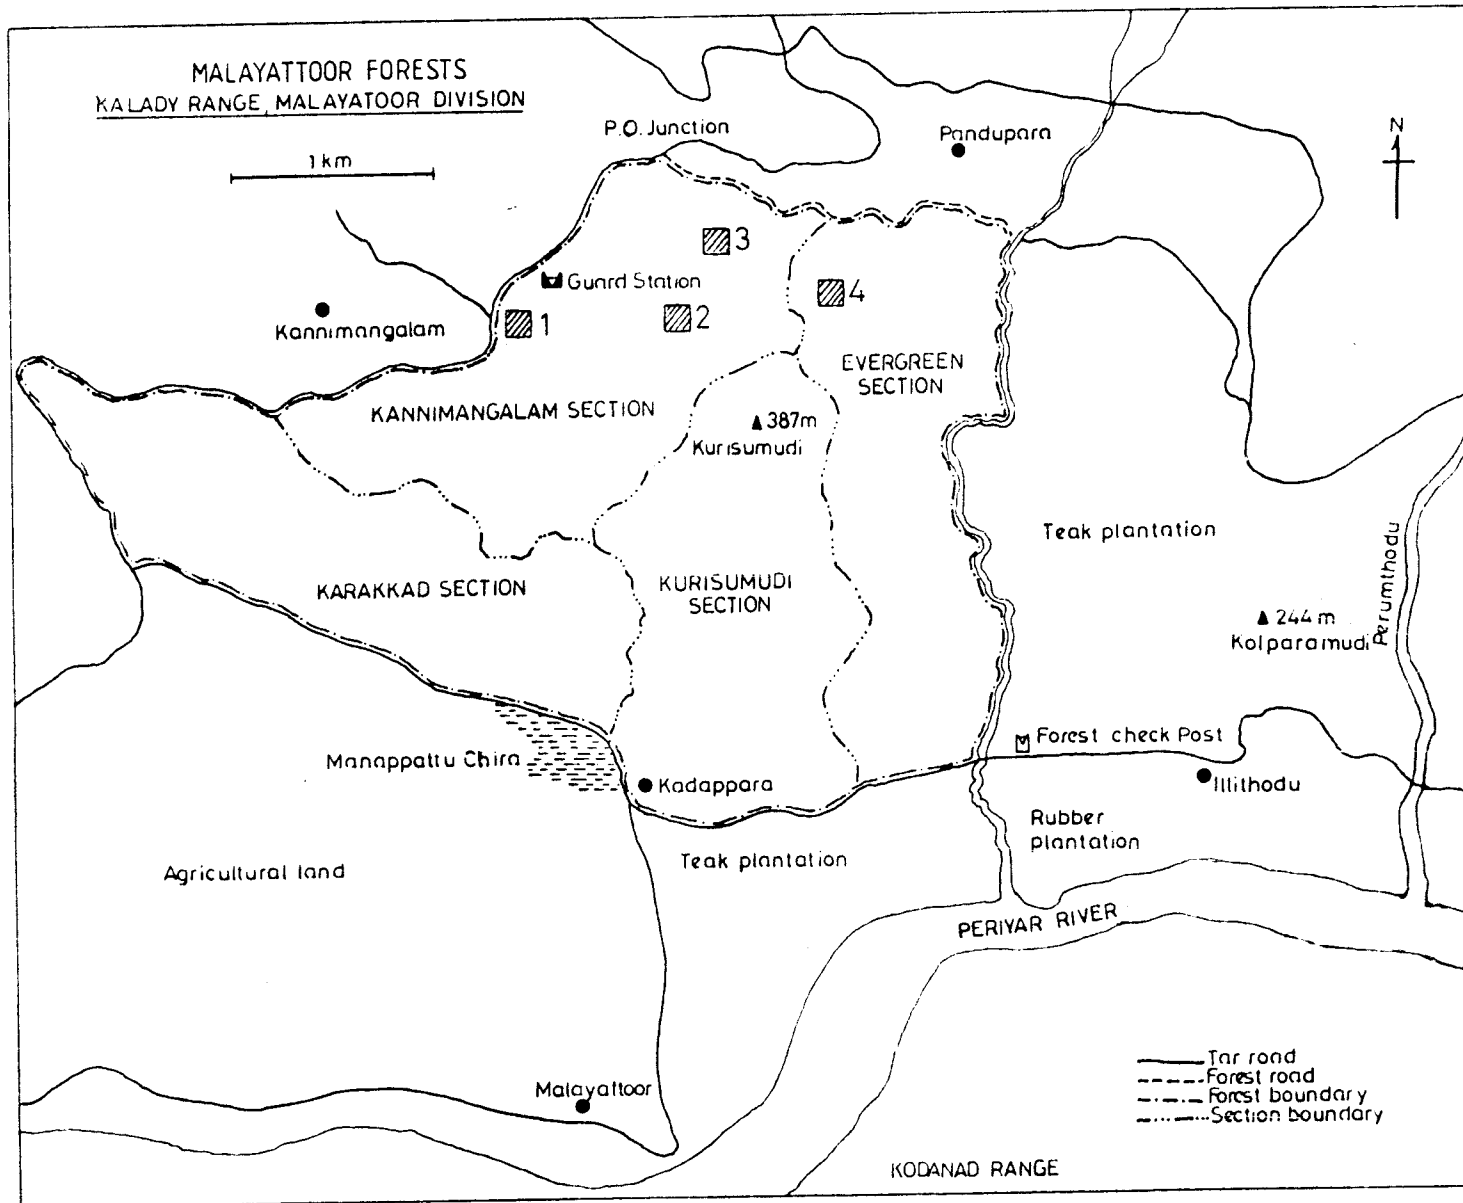 MALAYATTOOR FORESTS
KALADY RANGE, MALAYATOOR DIVISION
1 km
P.O. Junction
Pandupara
N
3
Guard Station
4
1
2
Kannimangalam
EVERGREEN
SECTION
KANNIMANGALAM SECTION
387m
Kurisumudi
Teak plantation
KARAKKAD SECTION
KURISUMUDI
SECTION
Perumthodu
244 m
Kolparamudi
Manappattu Chira
Forest check Post
Kadappara
Illithodu
Rubber
plantation
Agricultural land
Teak plantation
PERIYAR RIVER
Malayattoor
Tar road
Forest road
Forest boundary
Section boundary
KODANAD RANGE